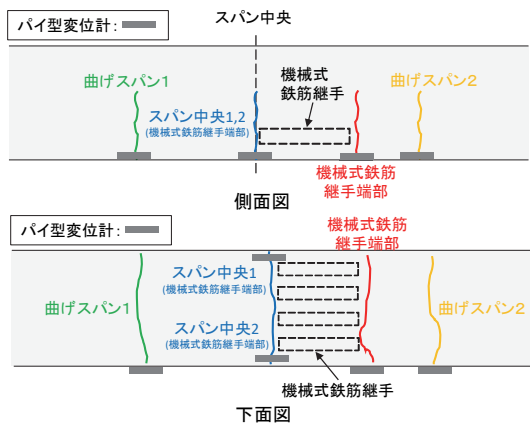 パイ型変位計:
スパン中央
曲げスパン1
スパン中央1,2
(機械式鉄筋継手端部)
機械式
鉄筋継手
曲げスパン2
機械式鉄筋
継手端部
側面図
パイ型変位計:
機械式鉄筋
継手端部
曲げスパン1
スパン中央1
(機械式鉄筋継手端部)
スパン中央2
(機械式鉄筋継手端部)
曲げスパン2
機械式鉄筋継手
下面図